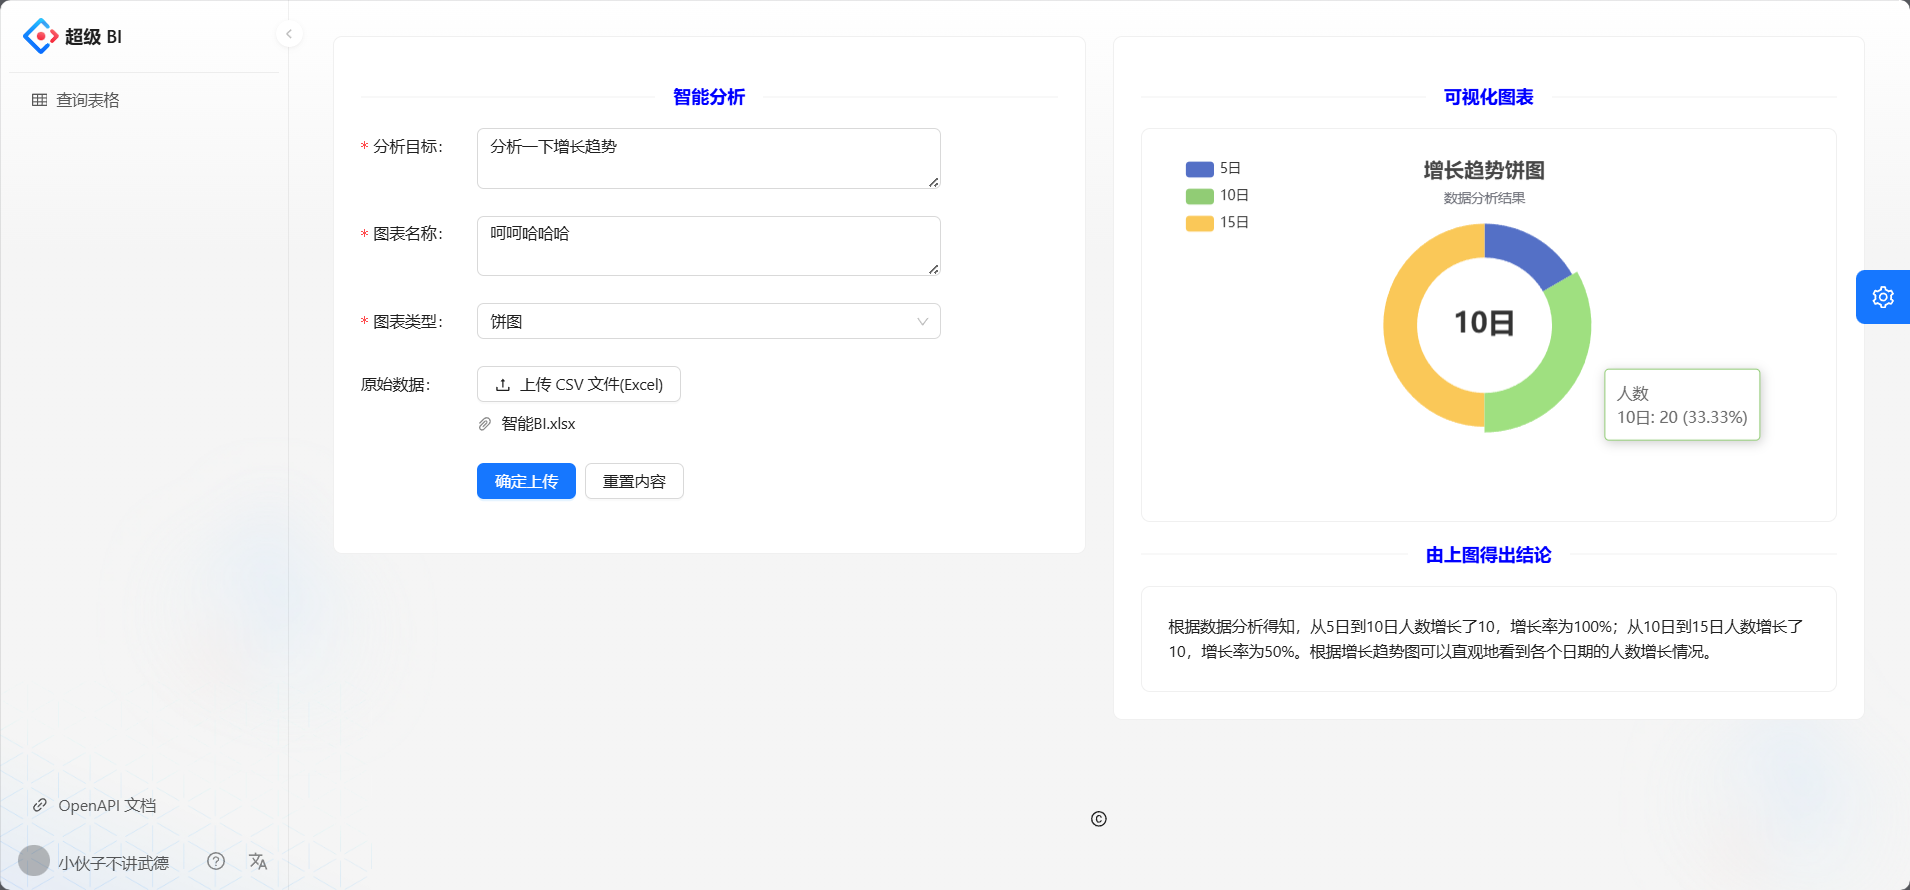 超级 BI
查询表格
智能分析
* 分析目标:
分析一下增长趋势
* 图表名称:
呵呵哈哈哈
* 图表类型:
饼图
原始数据:
上传 CSV 文件(Excel)
智能BI.xlsx
确定上传
重置内容
可视化图表
5日
10日
15日
增长趋势饼图
数据分析结果
10日
人数
10日: 20 (33.33%)
由上图得出结论
根据数据分析得知，从5日到10日人数增长了10，增长率为100%；从10日到15日人数增长了
10，增长率为50%。根据增长趋势图可以直观地看到各个日期的人数增长情况。
OpenAPI 文档
小伙子不讲武德
©